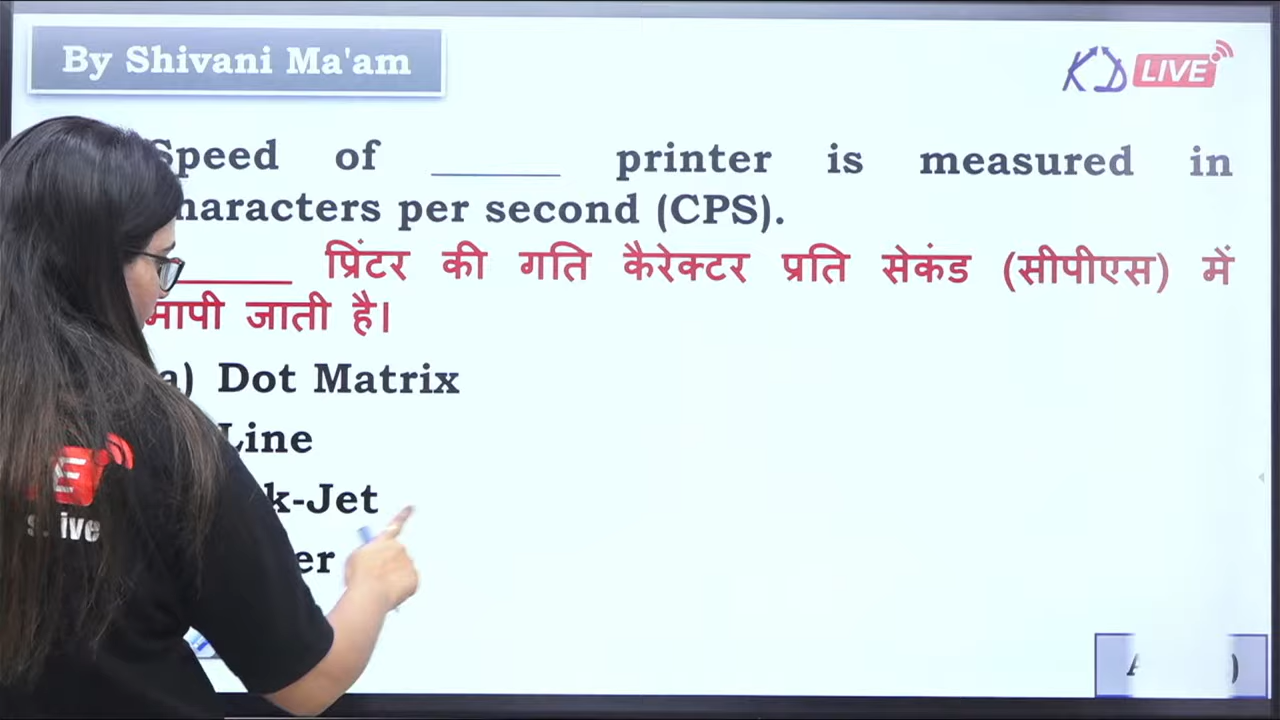 By Shivani Ma'am
KD LIVE
Speed of ______ printer is measured in
haracters per second (CPS).
______ प्रिंटर की गति कैरेक्टर प्रति सेकंड (सीपीएस) में
मापी जाती है।
a) Dot Matrix
Line
k-Jet
er